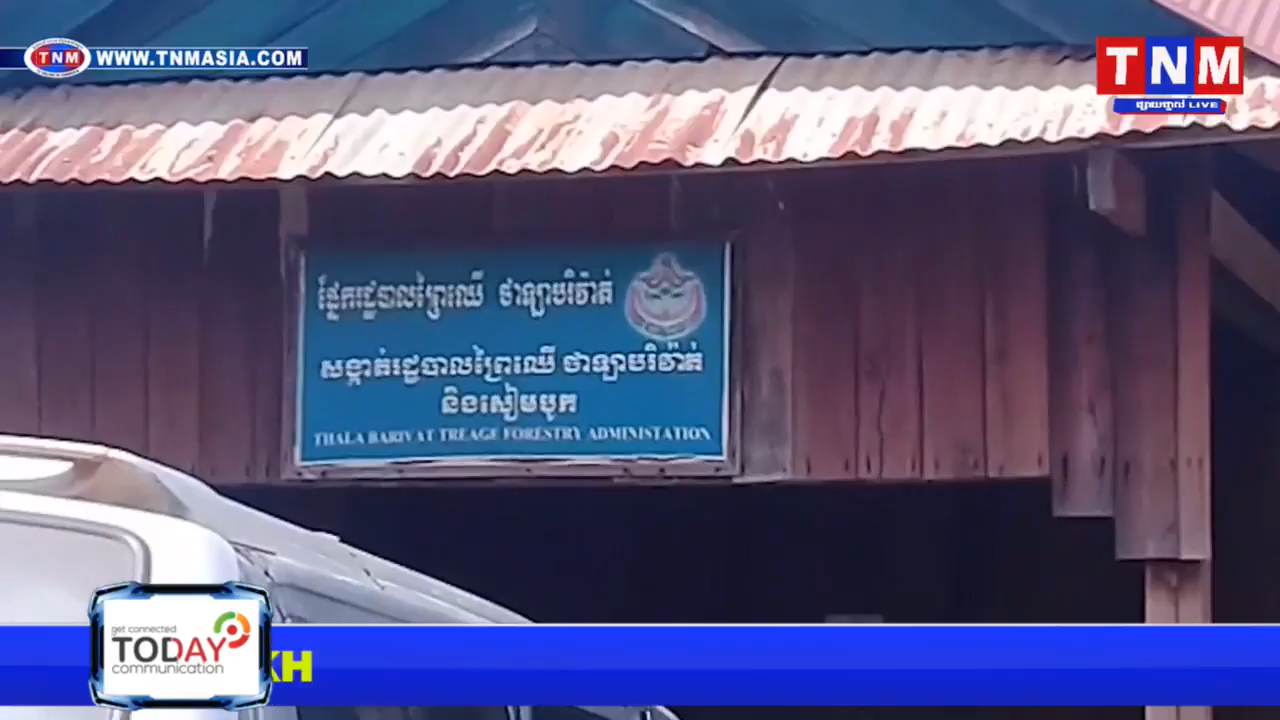 TNM WWW.TNMASIA.COM
TNM
ផ្សាយផ្ទាល់ LIVE
ផ្នែករដ្ឋបាលព្រៃឈើ ថាឡាបរិវ៉ាត់
សង្កាត់រដ្ឋបាលព្រៃឈើ ថាឡាបរិវ៉ាត់
និងសៀមបូក
THALA BARIVAT TREAGE FORESTRY ADMINISTATION
get connected
TODAY
communication
KH